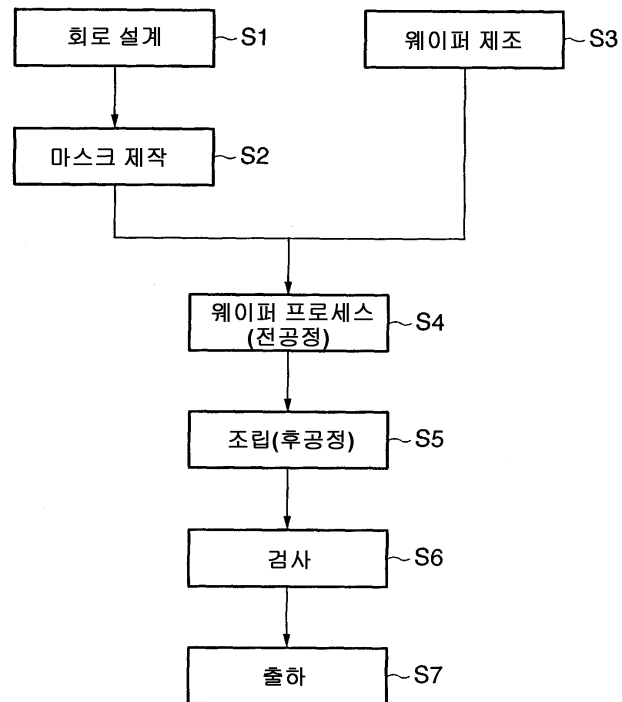 회로 설계 S1
웨이퍼 제조 S3
마스크 제작 S2
웨이퍼 프로세스
(전공정) S4
조립(후공정) S5
검사 S6
출하 S7